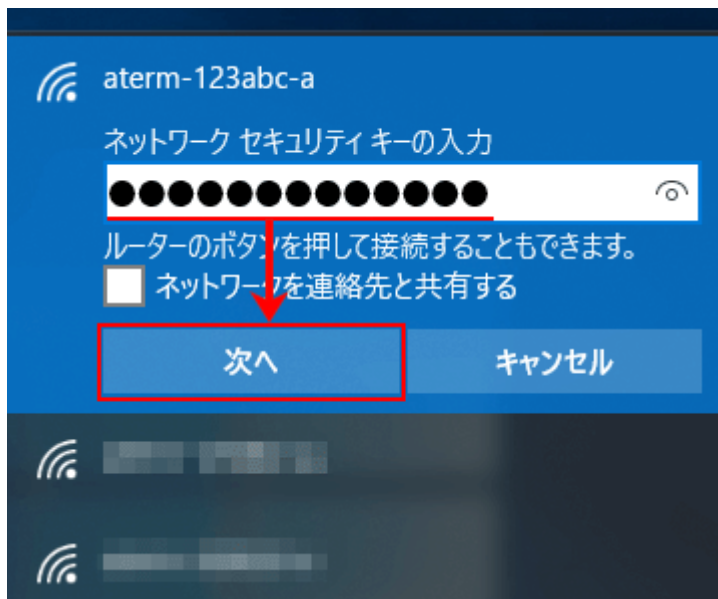 aterm-123abc-a
ネットワーク セキュリティ キーの入力
●●●●●●●●●●●●●
ルーターのボタンを押して接続することもできます。
ネットワークを連絡先と共有する
次へ
キャンセル